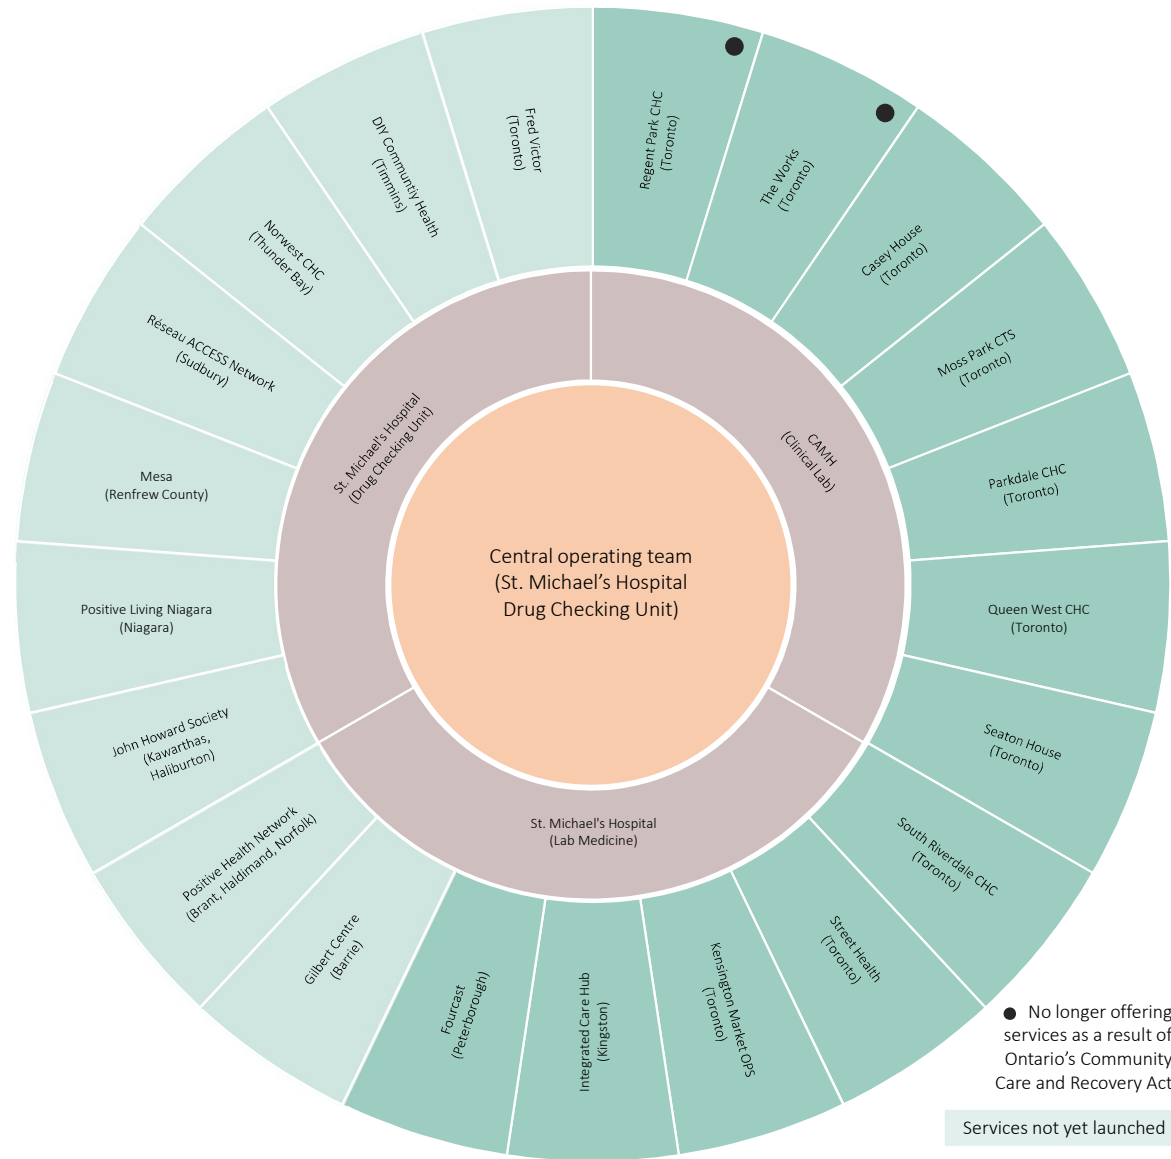 Regent Park CHC
(Toronto)
The Works
(Toronto)
Casey House
(Toronto)
Moss Park CTS
(Toronto)
Parkdale CHC
(Toronto)
Queen West CHC
(Toronto)
Seaton House
(Toronto)
South Riverdale CHC
(Toronto)
Street Health
(Toronto)
Kensington Market OPS
(Toronto)
Integrated Care Hub
(Kingston)
Fourcast
(Peterborough)
Gilbert Centre
(Barrie)
Positive Health Network
(Brant, Haldimand, Norfolk)
John Howard Society
(Kawarthas,
Haliburton)
Positive Living Niagara
(Niagara)
Mesa
(Renfrew County)
Réseau ACCESS Network
(Sudbury)
Norwest CHC
(Thunder Bay)
DIY Communtiy Health
(Timmins)
Fred Victor
(Toronto)
St. Michael's Hospital
(Drug Checking Unit)
CAMH
(Clinical Lab)
St. Michael's Hospital
(Lab Medicine)
Central operating team
(St. Michael’s Hospital
Drug Checking Unit)
No longer offering
services as a result of
Ontario’s Community
Care and Recovery Act
Services not yet launched